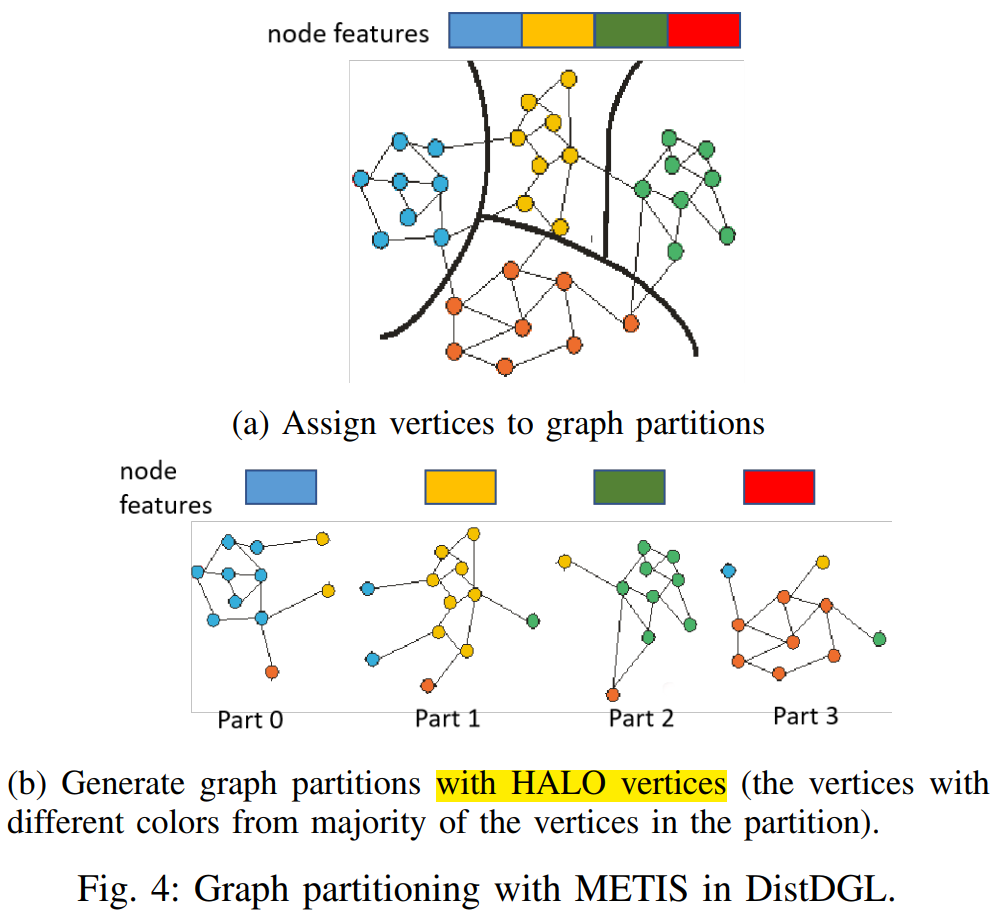 node features
(a) Assign vertices to graph partitions
node
features
Part 0 Part 1 Part 2 Part 3
(b) Generate graph partitions with HALO vertices (the vertices with
different colors from majority of the vertices in the partition).
Fig. 4: Graph partitioning with METIS in DistDGL.